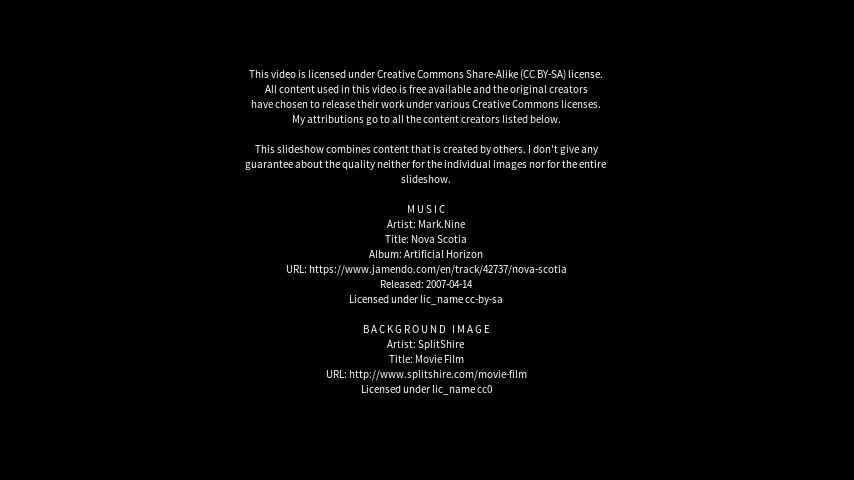 This video is licensed under Creative Commons Share-Alike (CC BY-SA) license.
All content used in this video is free available and the original creators
have chosen to release their work under various Creative Commons licenses.
My attributions go to all the content creators listed below.
This slideshow combines content that is created by others. I don't give any
guarantee about the quality neither for the individual images nor for the entire
slideshow.
MUSIC
Artist: Mark.Nine
Title: Nova Scotia
Album: Artificial Horizon
URL: https://www.jamendo.com/en/track/42737/nova-scotia
Released: 2007-04-14
Licensed under lic_name cc-by-sa
BACKGROUND IMAGE
Artist: SplitShire
Title: Movie Film
URL: http://www.splitshire.com/movie-film
Licensed under lic_name cc0